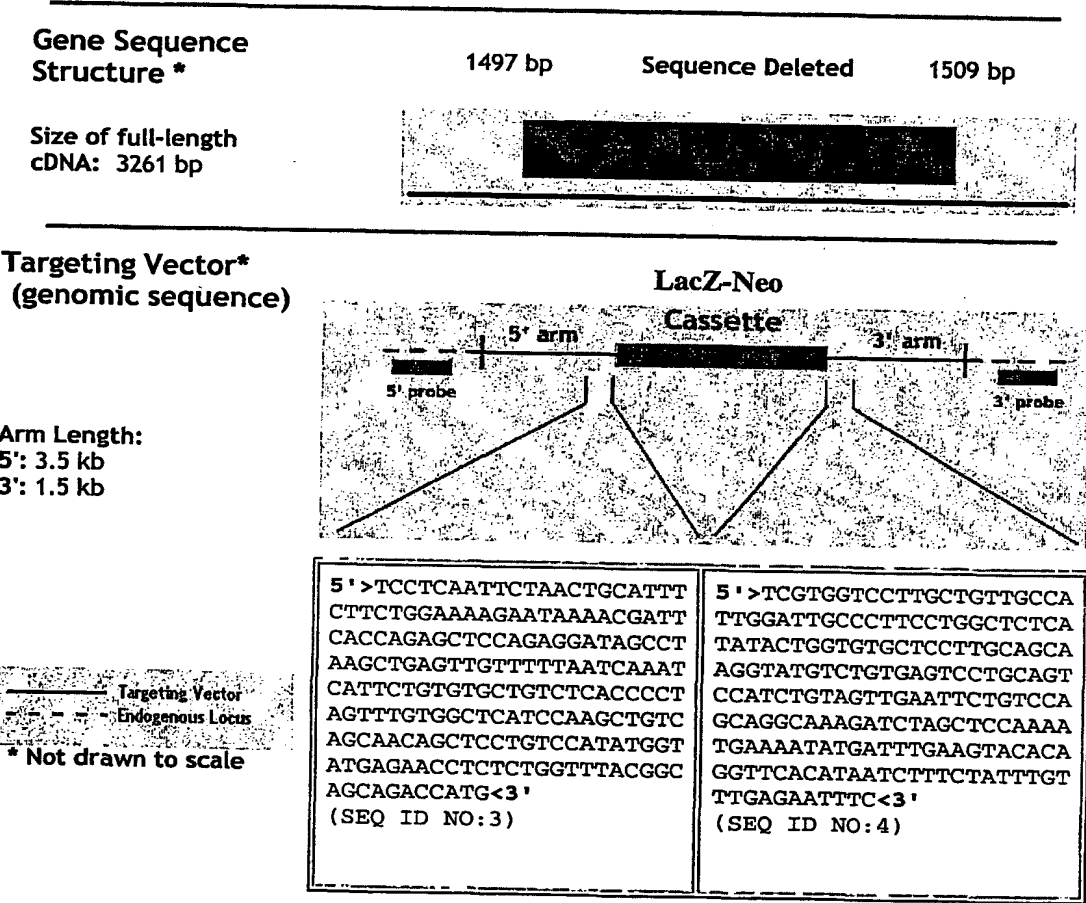 Gene Sequence
Structure *
1497 bp
Sequence Deleted
1509 bp
Size of full-length
cDNA: 3261 bp
Targeting Vector*
(genomic sequence)
LacZ-Neo
Cassette
5' arm
3' arm
5' probe
3' probe
Arm Length:
5': 3.5 kb
3': 1.5 kb
5'>TCCTCAATTCTAACTGCATTT
CTTCTGGAAAAGAATAAAACGATT
CACCAGAGCTCCAGAGGATAGCCT
AAGCTGAGTTGTTTTTAATCAAAT
CATTCTGTGTGCTGTCTCACCCCT
AGTTTGTGGCTCATCCAAGCTGTC
AGCAACAGCTCCTGTCCATATGGT
ATGAGAACCTCTCTGGTTTACGGC
AGCAGACCATG<3'
(SEQ ID NO:3)
5'>TCGTGGTCCTTGCTGTTGCCA
TTGGATTGCCCTTCCTGGCTCTCA
TATACTGGTGTGCTCCTTGCAGCA
AGGTATGTCTGTGAGTCCTGCAGT
CCATCTGTAGTTGAATTCTGTCCA
GCAGGCAAAGATCTAGCTCCAAAA
TGAAAATATGATTTGAAGTACACA
GGTTCACATAATCTTTCTATTTGT
TTGAGAATTTC<3'
(SEQ ID NO:4)
Targeting Vector
Endogenous Locus
* Not drawn to scale